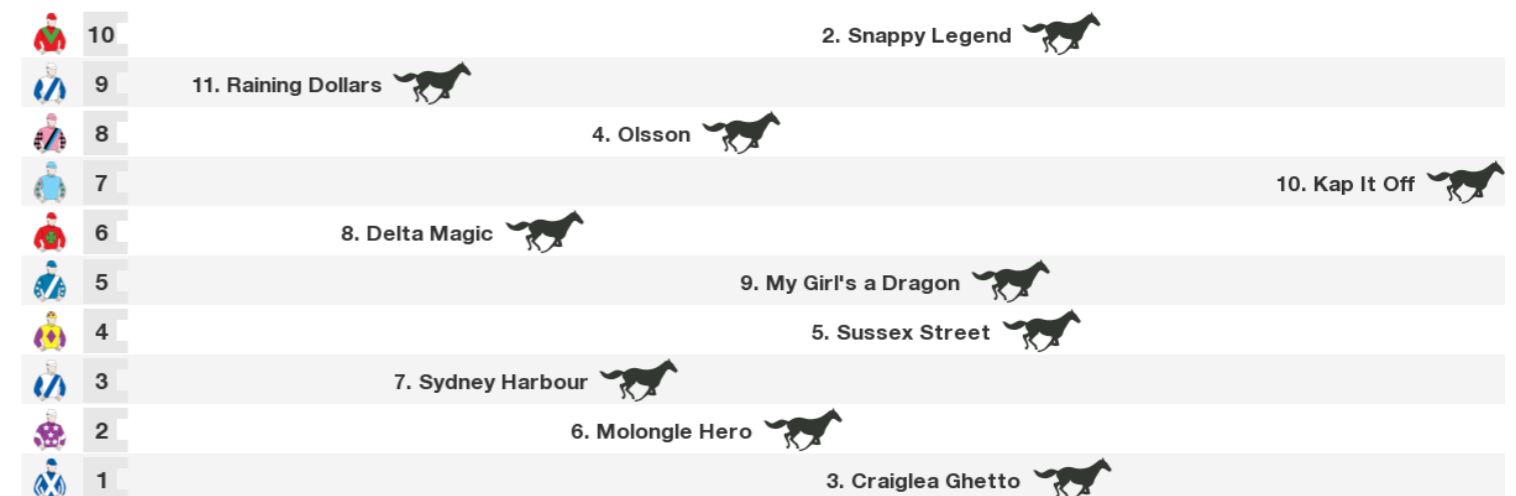 10 2. Snappy Legend
9 11. Raining Dollars
8 4. Olsson
7 10. Kap It Off
6 8. Delta Magic
5 9. My Girl's a Dragon
4 5. Sussex Street
3 7. Sydney Harbour
2 6. Molongle Hero
1 3. Craiglea Ghetto